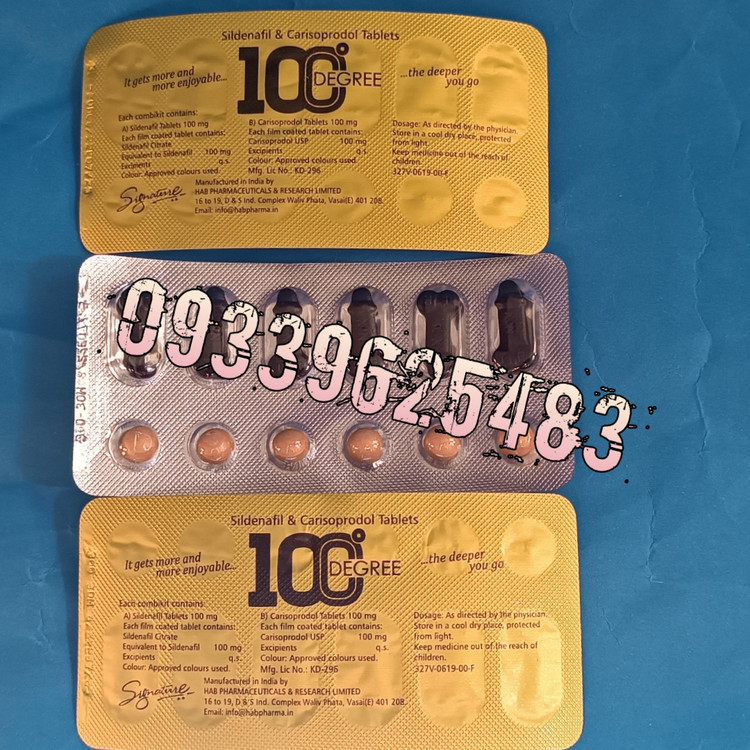 Sildenafil & Carisoprodol Tablets
It gets more and
more enjoyable...
100°
DEGREE
...the deeper
you go
Each combikit contains:
A) Sildenafil Tablets 100 mg
Each film coated tablet contains:
Sildenafil Citrate
Equivalent to Sildenafil 100 mg
Excipients q.s.
Colour: Approved colours used.
B) Carisoprodol Tablets 100 mg
Each film coated tablet contains:
Carisoprodol USP 100 mg
Excipients q.s.
Colour: Approved colours used.
Mfg. Lic No.: KD-296
Dosage: As directed by the physician.
Store in a cool dry place, protected
from light.
Keep medicine out of the reach of
children.
327V-0619-00-F
Signature
Manufactured in India by
HAB PHARMACEUTICALS & RESEARCH LIMITED
16 to 19, D & S Ind. Complex Waliv Phata, Vasai(E) 401 208.
Email: info@habpharma.in
09339625483
Sildenafil & Carisoprodol Tablets
It gets more and
more enjoyable...
100°
DEGREE
...the deeper
you go
Each combikit contains:
A) Sildenafil Tablets 100 mg
Each film coated tablet contains:
Sildenafil Citrate
Equivalent to Sildenafil 100 mg
Excipients q.s.
Colour: Approved colours used.
B) Carisoprodol Tablets 100 mg
Each film coated tablet contains:
Carisoprodol USP 100 mg
Excipients q.s.
Colour: Approved colours used.
Mfg. Lic No.: KD-296
Dosage: As directed by the physician.
Store in a cool dry place, protected
from light.
Keep medicine out of the reach of
children.
327V-0619-00-F
Signature
Manufactured in India by
HAB PHARMACEUTICALS & RESEARCH LIMITED
16 to 19, D & S Ind. Complex Waliv Phata, Vasai(E) 401 208.
Email: info@habpharma.in